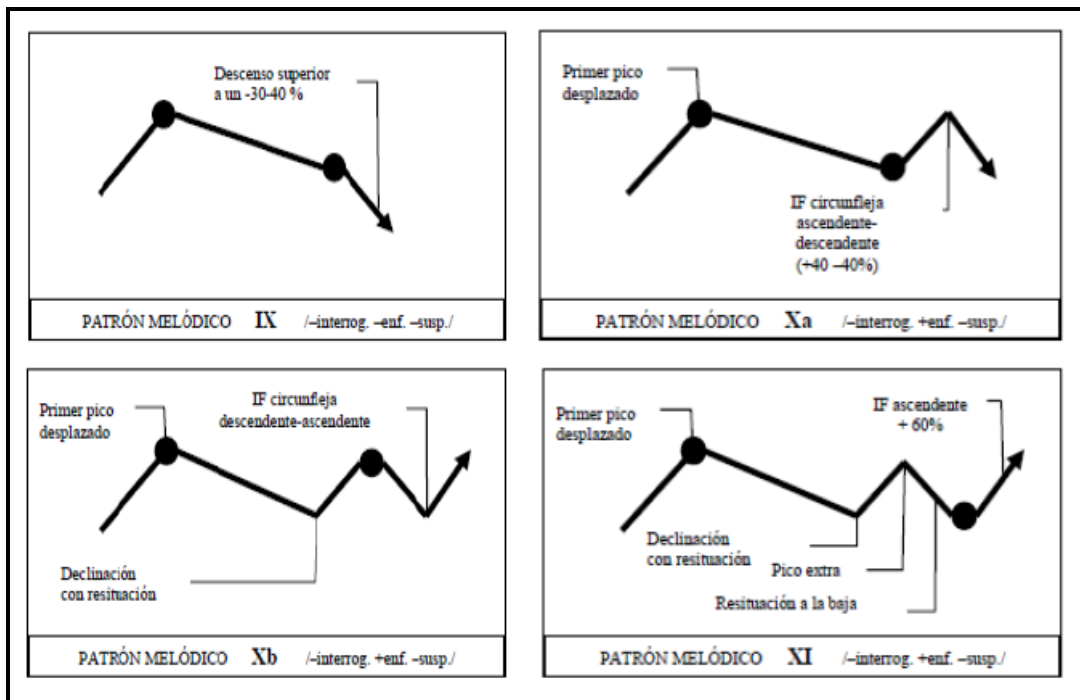 Descenso superior
a un -30-40 %
PATRÓN MELÓDICO IX /–interrog. –enf. –susp./
Primer pico
desplazado
IF circunfleja
ascendente-
descendente
(+40 –40%)
PATRÓN MELÓDICO Xa /–interrog. +enf. –susp./
Primer pico
desplazado
IF circunfleja
descendente-ascendente
Declinación
con resituación
PATRÓN MELÓDICO Xb /–interrog. +enf. –susp./
Primer pico
desplazado
IF ascendente
+ 60%
Declinación
con resituación
Pico extra
Resituación a la baja
PATRÓN MELÓDICO XI /–interrog. +enf. –susp./